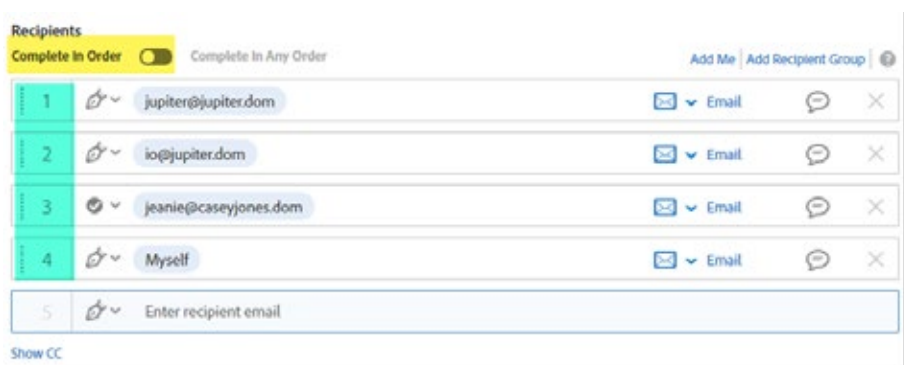 Recipients
Complete In Order Complete In Any Order Add Me Add Recipient Group ?
1 jupiter@jupiter.dom Email
2 io@jupiter.dom Email
3 jeanie@caseyjones.dom Email
4 Myself Email
5 Enter recipient email
Show CC